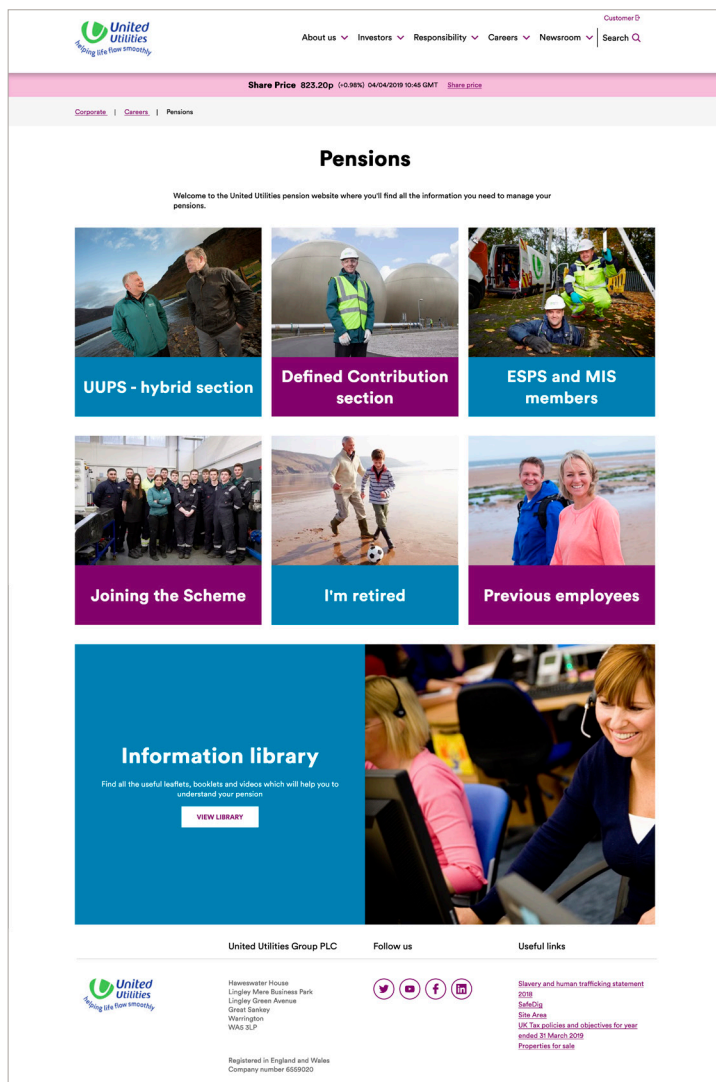 Customer
United
Utilities
helping life flow smoothly
About us
Investors
Responsibility
Careers
Newsroom
Search
Share Price 823.20p (+0.98%) 04/04/2019 10:45 GMT Share price
Corporate | Careers | Pensions
Pensions
Welcome to the United Utilities pension website where you'll find all the information you need to manage your
pensions.
UUPS - hybrid section
Defined Contribution
section
ESPS and MIS
members
Joining the Scheme
I'm retired
Previous employees
Information library
Find all the useful leaflets, booklets and videos which will help you to
understand your pension
VIEW LIBRARY
United Utilities Group PLC
Follow us
Useful links
United
Utilities
helping life flow smoothly
Haweswater House
Lingley Mere Business Park
Lingley Green Avenue
Great Sankey
Warrington
WA5 3LP
Registered in England and Wales
Company number 6559020
Slavery and human trafficking statement
2018
SafeDig
Site Area
UK Tax policies and objectives for year
ended 31 March 2019
Properties for sale